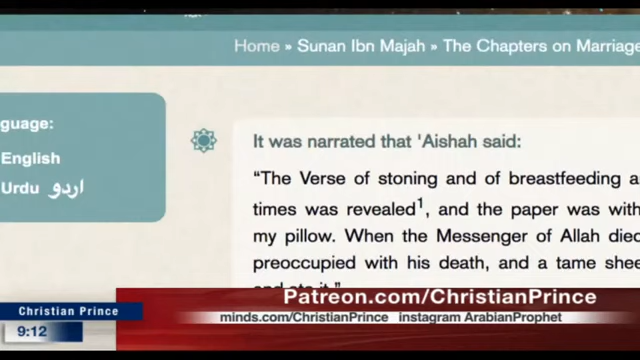 Home » Sunan Ibn Majah » The Chapters on Marriage
guage:
English
Urdu اردو
It was narrated that 'Aishah said:
“The Verse of stoning and of breastfeeding a
times was revealed1, and the paper was with
my pillow. When the Messenger of Allah died
preoccupied with his death, and a tame shee
and ate it.”
Patreon.com/ChristianPrince
minds.com/ChristianPrince instagram ArabianProphet
Christian Prince
9:12